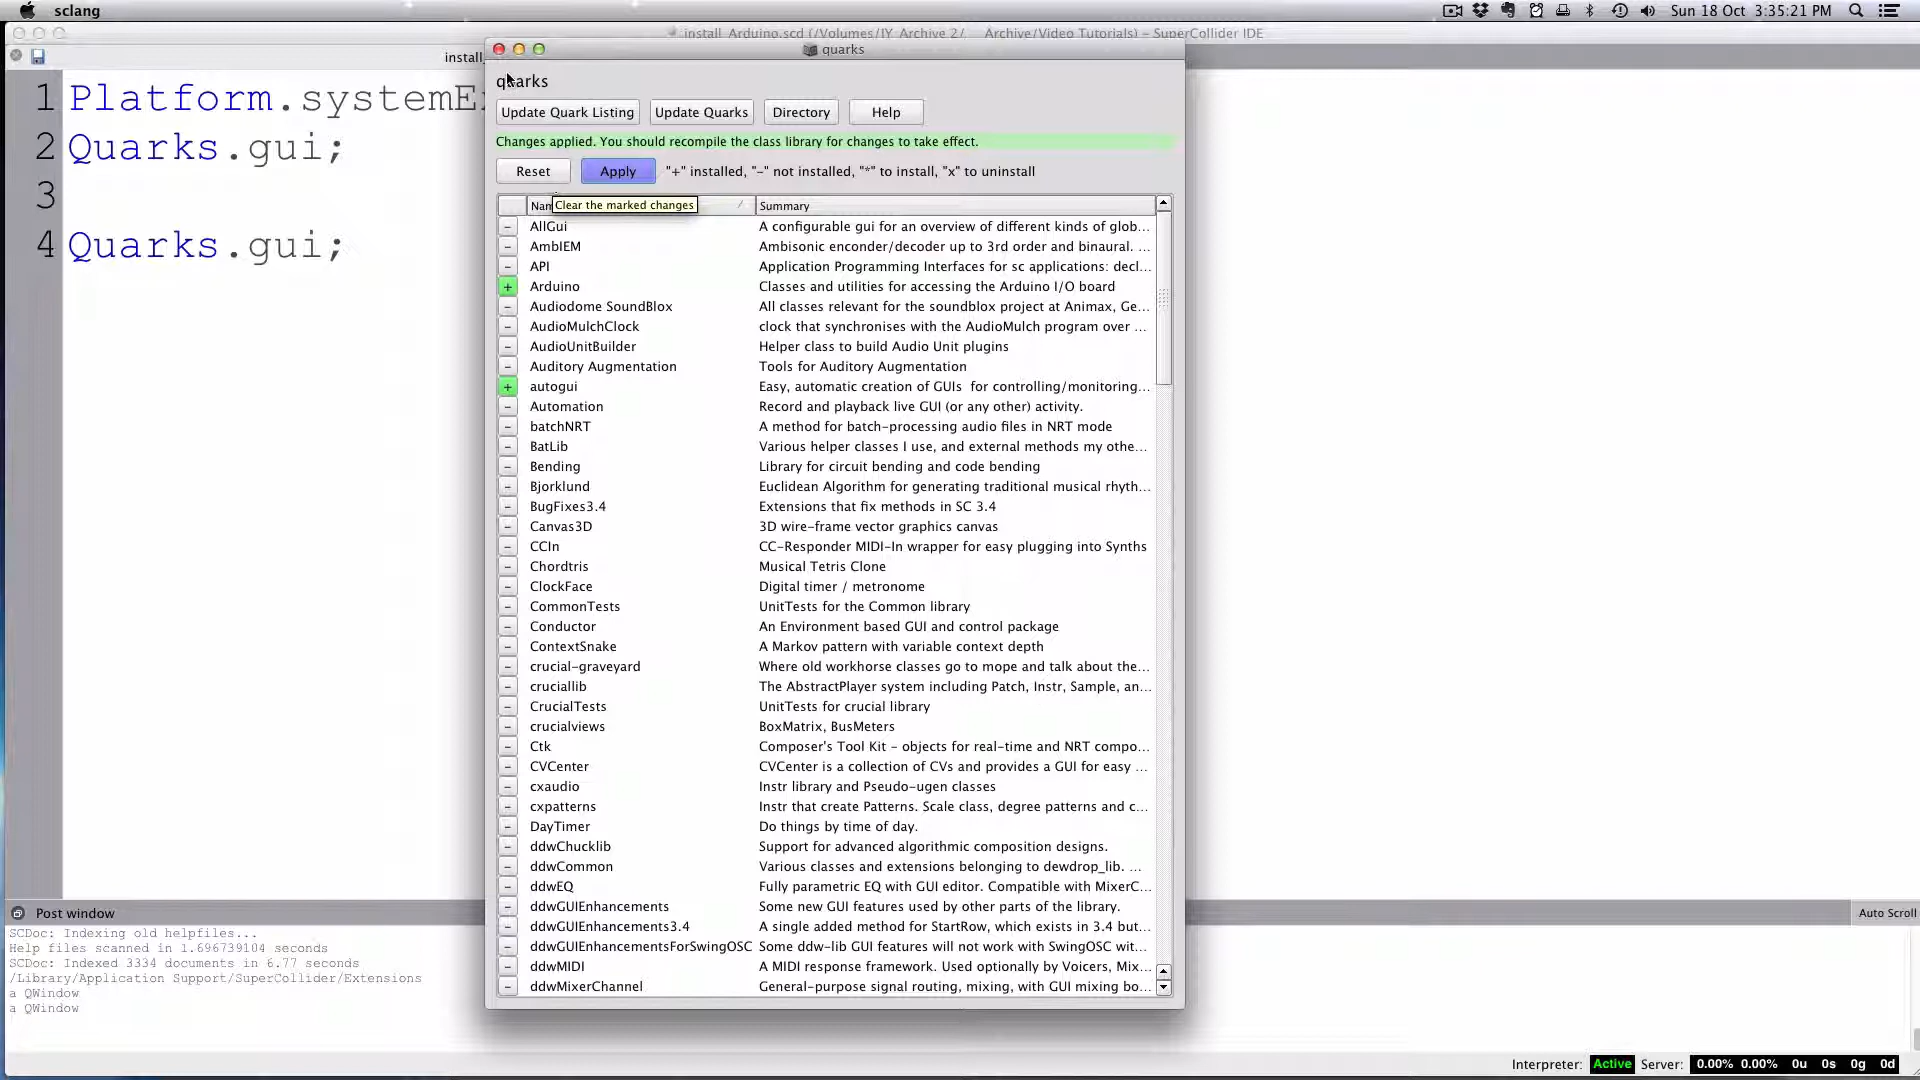 sclang
Sun 18 Oct 3:35:21 PM
install_Arduino.scd (/Volumes/IY_Archive 2/___Archive/Video Tutorials) – SuperCollider IDE
quarks
install_
quarks
1 Platform.systemE
2 Quarks.gui;
3
4 Quarks.gui;
Update Quark Listing
Update Quarks
Directory
Help
Changes applied. You should recompile the class library for changes to take effect.
Reset
Apply
"+" installed, "-" not installed, "*" to install, "x" to uninstall
Nam
Clear the marked changes
Summary
- AllGui A configurable gui for an overview of different kinds of glob...
- AmbIEM Ambisonic enconder/decoder up to 3rd order and binaural. ...
- API Application Programming Interfaces for sc applications: decl...
+ Arduino Classes and utilities for accessing the Arduino I/O board
- Audiodome SoundBlox All classes relevant for the soundblox project at Animax, Ge...
- AudioMulchClock clock that synchronises with the AudioMulch program over ...
- AudioUnitBuilder Helper class to build Audio Unit plugins
- Auditory Augmentation Tools for Auditory Augmentation
+ autogui Easy, automatic creation of GUIs for controlling/monitoring...
- Automation Record and playback live GUI (or any other) activity.
- batchNRT A method for batch-processing audio files in NRT mode
- BatLib Various helper classes I use, and external methods my othe...
- Bending Library for circuit bending and code bending
- Bjorklund Euclidean Algorithm for generating traditional musical rhyth...
- BugFixes3.4 Extensions that fix methods in SC 3.4
- Canvas3D 3D wire-frame vector graphics canvas
- CCIn CC-Responder MIDI-In wrapper for easy plugging into Synths
- Chordtris Musical Tetris Clone
- ClockFace Digital timer / metronome
- CommonTests UnitTests for the Common library
- Conductor An Environment based GUI and control package
- ContextSnake A Markov pattern with variable context depth
- crucial-graveyard Where old workhorse classes go to mope and talk about the...
- cruciallib The AbstractPlayer system including Patch, Instr, Sample, an...
- CrucialTests UnitTests for crucial library
- crucialviews BoxMatrix, BusMeters
- Ctk Composer's Tool Kit - objects for real-time and NRT compo...
- CVCenter CVCenter is a collection of CVs and provides a GUI for easy ...
- cxaudio Instr library and Pseudo-ugen classes
- cxpatterns Instr that create Patterns. Scale class, degree patterns and c...
- DayTimer Do things by time of day.
- ddwChucklib Support for advanced algorithmic composition designs.
- ddwCommon Various classes and extensions belonging to dewdrop_lib. ...
- ddwEQ Fully parametric EQ with GUI editor. Compatible with MixerC...
- ddwGUIEnhancements Some new GUI features used by other parts of the library.
- ddwGUIEnhancements3.4 A single added method for StartRow, which exists in 3.4 but...
- ddwGUIEnhancementsForSwingOSC Some ddw-lib GUI features will not work with SwingOSC wit...
- ddwMIDI A MIDI response framework. Used optionally by Voicers, Mix...
- ddwMixerChannel General-purpose signal routing, mixing, with GUI mixing bo...
Post window
Auto Scroll
SCDoc: Indexing old helpfiles...
Help files scanned in 1.696739104 seconds
SCDoc: Indexed 3334 documents in 6.77 seconds
/Library/Application Support/SuperCollider/Extensions
a QWindow
a QWindow
Interpreter: Active Server: 0.00% 0.00% 0u 0s 0g 0d